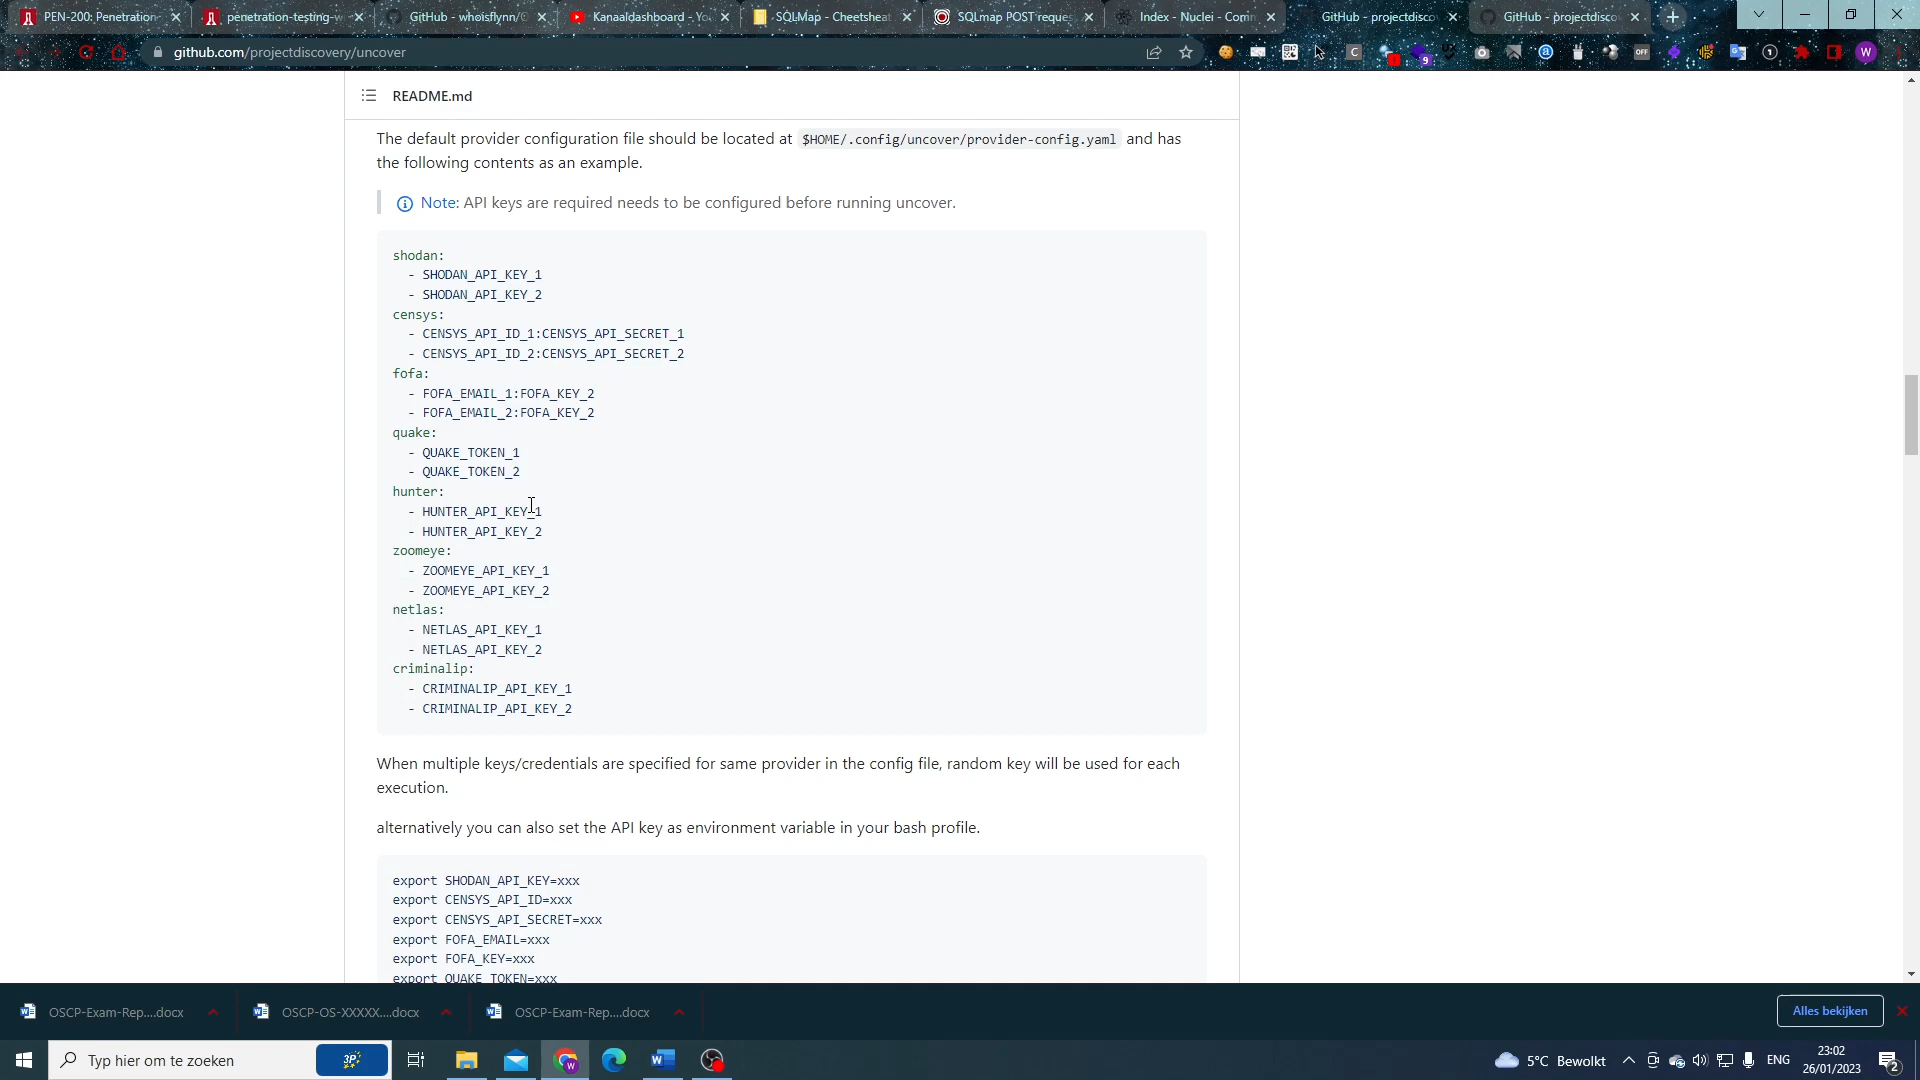 PEN-200: Penetration
penetration-testing-w
GitHub - whoisflynn/
Kanaaldashboard - Yo
SQLMap - Cheetsheat
SQLmap POST reques
Index - Nuclei - Com
GitHub - projectdisco
GitHub - projectdisco
github.com/projectdiscovery/uncover
README.md
The default provider configuration file should be located at $HOME/.config/uncover/provider-config.yaml and has
the following contents as an example.
Note: API keys are required needs to be configured before running uncover.
shodan:
- SHODAN_API_KEY_1
- SHODAN_API_KEY_2
censys:
- CENSYS_API_ID_1:CENSYS_API_SECRET_1
- CENSYS_API_ID_2:CENSYS_API_SECRET_2
fofa:
- FOFA_EMAIL_1:FOFA_KEY_2
- FOFA_EMAIL_2:FOFA_KEY_2
quake:
- QUAKE_TOKEN_1
- QUAKE_TOKEN_2
hunter:
- HUNTER_API_KEY_1
- HUNTER_API_KEY_2
zoomeye:
- ZOOMEYE_API_KEY_1
- ZOOMEYE_API_KEY_2
netlas:
- NETLAS_API_KEY_1
- NETLAS_API_KEY_2
criminalip:
- CRIMINALIP_API_KEY_1
- CRIMINALIP_API_KEY_2
When multiple keys/credentials are specified for same provider in the config file, random key will be used for each
execution.
alternatively you can also set the API key as environment variable in your bash profile.
export SHODAN_API_KEY=xxx
export CENSYS_API_ID=xxx
export CENSYS_API_SECRET=xxx
export FOFA_EMAIL=xxx
export FOFA_KEY=xxx
export QUAKE_TOKEN=xxx
OSCP-Exam-Rep....docx
OSCP-OS-XXXXX....docx
OSCP-Exam-Rep....docx
Alles bekijken
Typ hier om te zoeken
5°C Bewolkt
ENG
23:02
26/01/2023
2